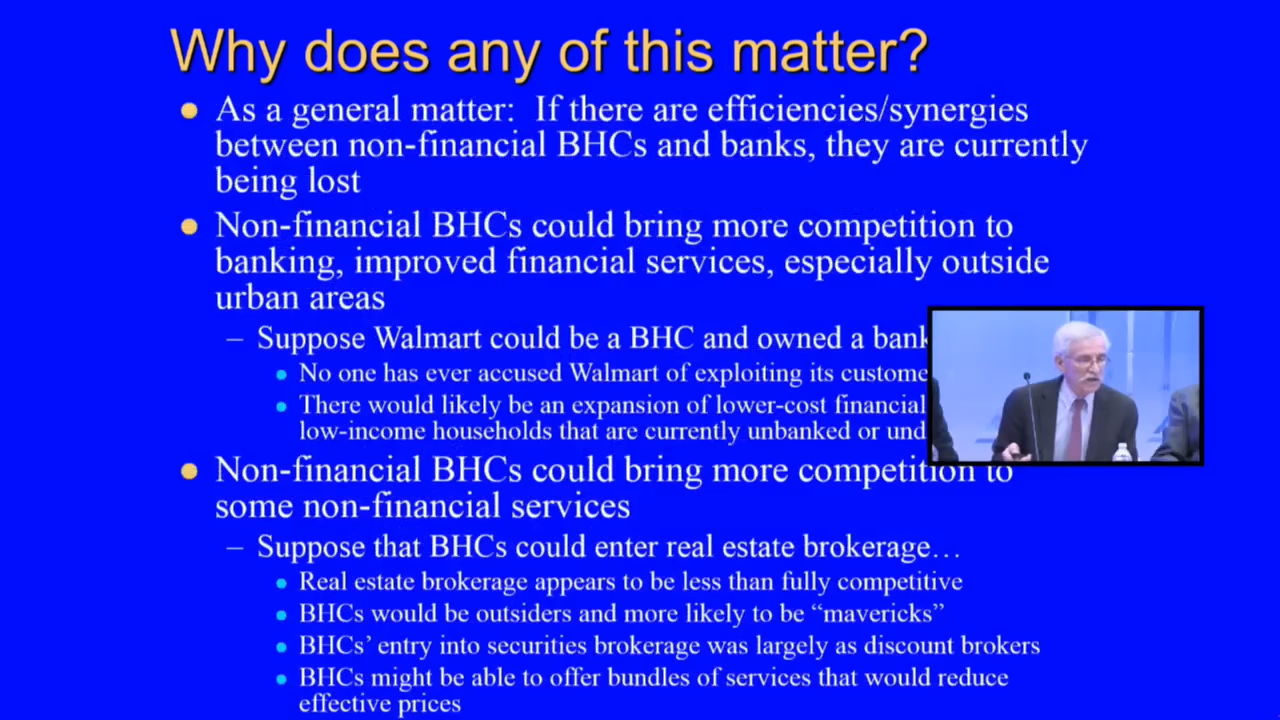 Why does any of this matter?
As a general matter: If there are efficiencies/synergies
between non-financial BHCs and banks, they are currently
being lost
Non-financial BHCs could bring more competition to
banking, improved financial services, especially outside
urban areas
– Suppose Walmart could be a BHC and owned a bank
No one has ever accused Walmart of exploiting its
There would likely be an expansion of lower-cost financial
low-income households that are currently unbanked or
Non-financial BHCs could bring more competition to
some non-financial services
– Suppose that BHCs could enter real estate brokerage…
Real estate brokerage appears to be less than fully competitive
BHCs would be outsiders and more likely to be “mavericks”
BHCs’ entry into securities brokerage was largely as discount brokers
BHCs might be able to offer bundles of services that would reduce
effective prices